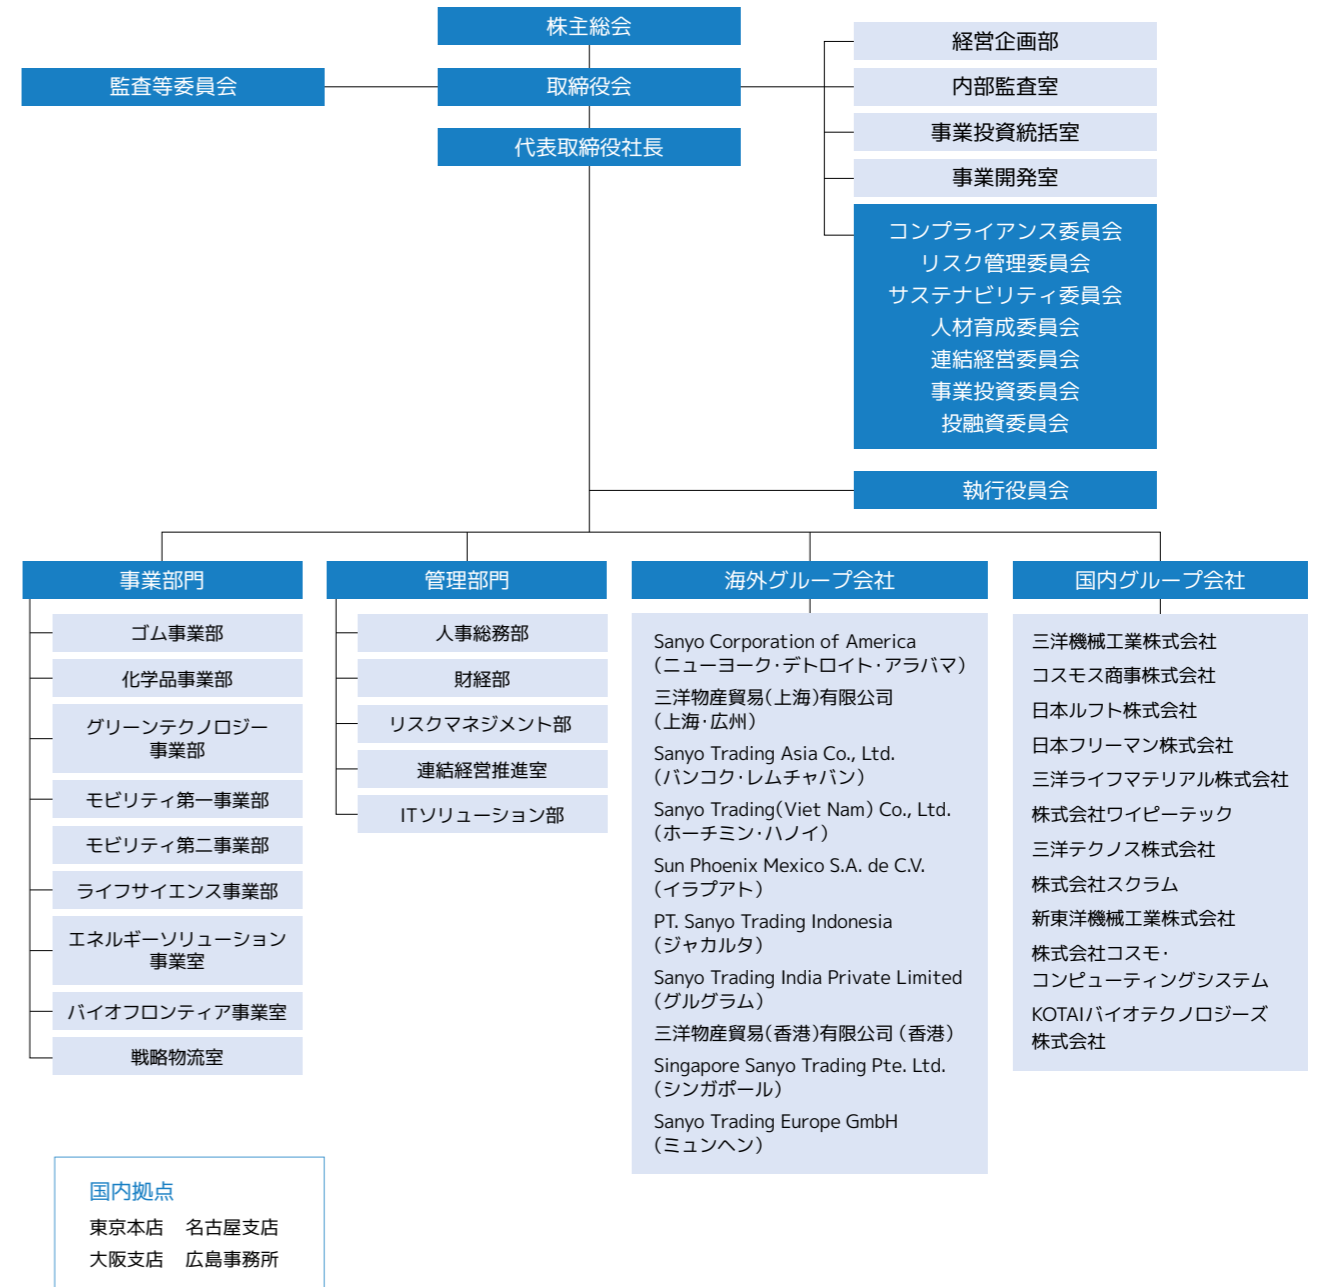 株主総会
監査等委員会
取締役会
代表取締役社長
経営企画部
内部監査室
事業投資統括室
事業開発室
コンプライアンス委員会
リスク管理委員会
サステナビリティ委員会
人材育成委員会
連結経営委員会
事業投資委員会
投融資委員会
執行役員会
事業部門
ゴム事業部
化学品事業部
グリーンテクノロジー
事業部
モビリティ第一事業部
モビリティ第二事業部
ライフサイエンス事業部
エネルギーソリューション
事業室
バイオフロンティア事業室
戦略物流室
管理部門
人事総務部
財経部
リスクマネジメント部
連結経営推進室
ITソリューション部
海外グループ会社
Sanyo Corporation of America
（ニューヨーク・デトロイト・アラバマ）
三洋物産貿易（上海）有限公司
（上海・広州）
Sanyo Trading Asia Co., Ltd.
（バンコク・レムチャバン）
Sanyo Trading（Viet Nam）Co., Ltd.
（ホーチミン・ハノイ）
Sun Phoenix Mexico S.A. de C.V.
（イラプアト）
PT. Sanyo Trading Indonesia
（ジャカルタ）
Sanyo Trading India Private Limited
（グルグラム）
三洋物産貿易（香港）有限公司（香港）
Singapore Sanyo Trading Pte. Ltd.
（シンガポール）
Sanyo Trading Europe GmbH
（ミュンヘン）
国内グループ会社
三洋機械工業株式会社
コスモス商事株式会社
日本ルフト株式会社
日本フリーマン株式会社
三洋ライフマテリアル株式会社
株式会社ワイピーテック
三洋テクノス株式会社
株式会社スクラム
新東洋機械工業株式会社
株式会社コスモ・
コンピューティングシステム
KOTAIバイオテクノロジーズ
株式会社
国内拠点
東京本店　名古屋支店
大阪支店　広島事務所